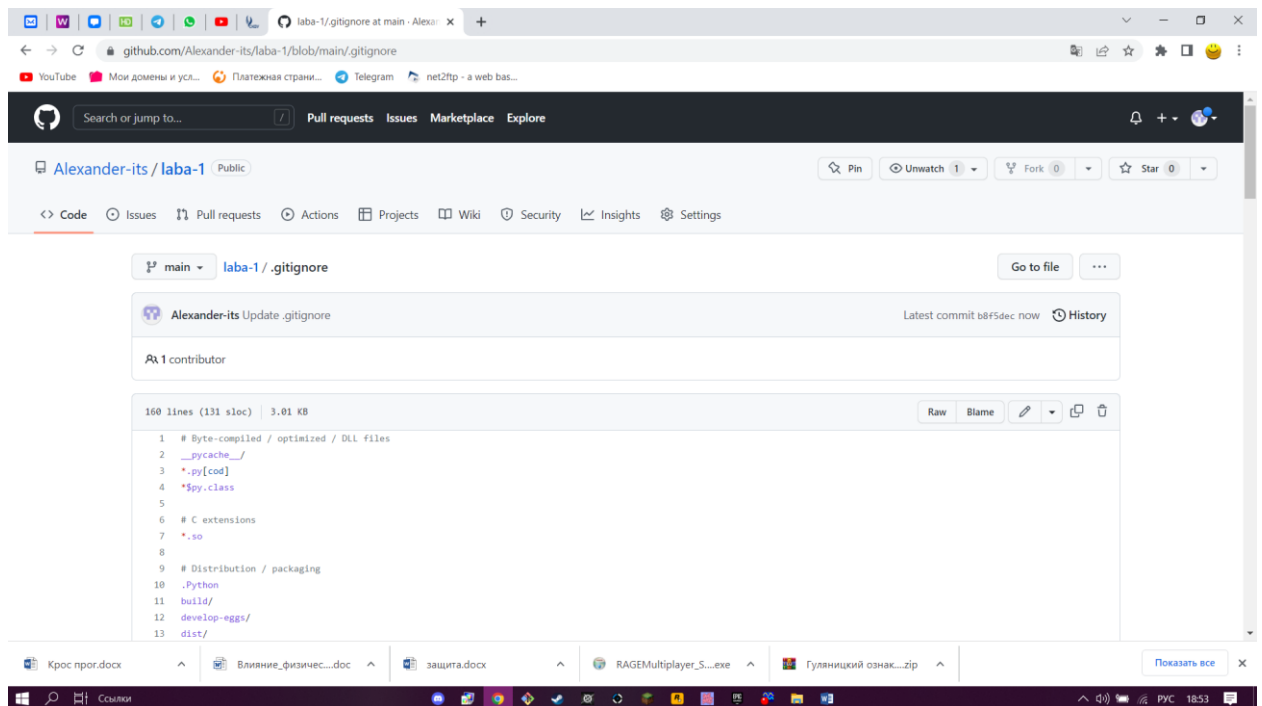 laba-1/.gitignore at main · Alexan
github.com/Alexander-its/laba-1/blob/main/.gitignore
YouTube Мои домены и усл... Платежная страни... Telegram net2ftp - a web bas...
Search or jump to... / Pull requests Issues Marketplace Explore
Alexander-its / laba-1 Public Pin Unwatch 1 Fork 0 Star 0
Code Issues Pull requests Actions Projects Wiki Security Insights Settings
main laba-1 / .gitignore Go to file ...
Alexander-its Update .gitignore Latest commit b8f5dec now History
1 contributor
160 lines (131 sloc) 3.01 KB Raw Blame
1 # Byte-compiled / optimized / DLL files
2 __pycache__/
3 *.py[cod]
4 *$py.class
5
6 # C extensions
7 *.so
8
9 # Distribution / packaging
10 .Python
11 build/
12 develop-eggs/
13 dist/
Крос прог.docx Влияние_физичес....doc защита.docx RAGEMultiplayer_S....exe Гуляницкий ознак....zip Показать все
Ссылки РУС 18:53